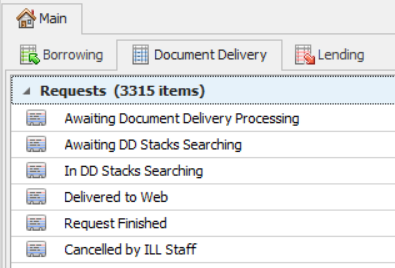 Main
Borrowing Document Delivery Lending
Requests (3315 items)
Awaiting Document Delivery Processing
Awaiting DD Stacks Searching
In DD Stacks Searching
Delivered to Web
Request Finished
Cancelled by ILL Staff